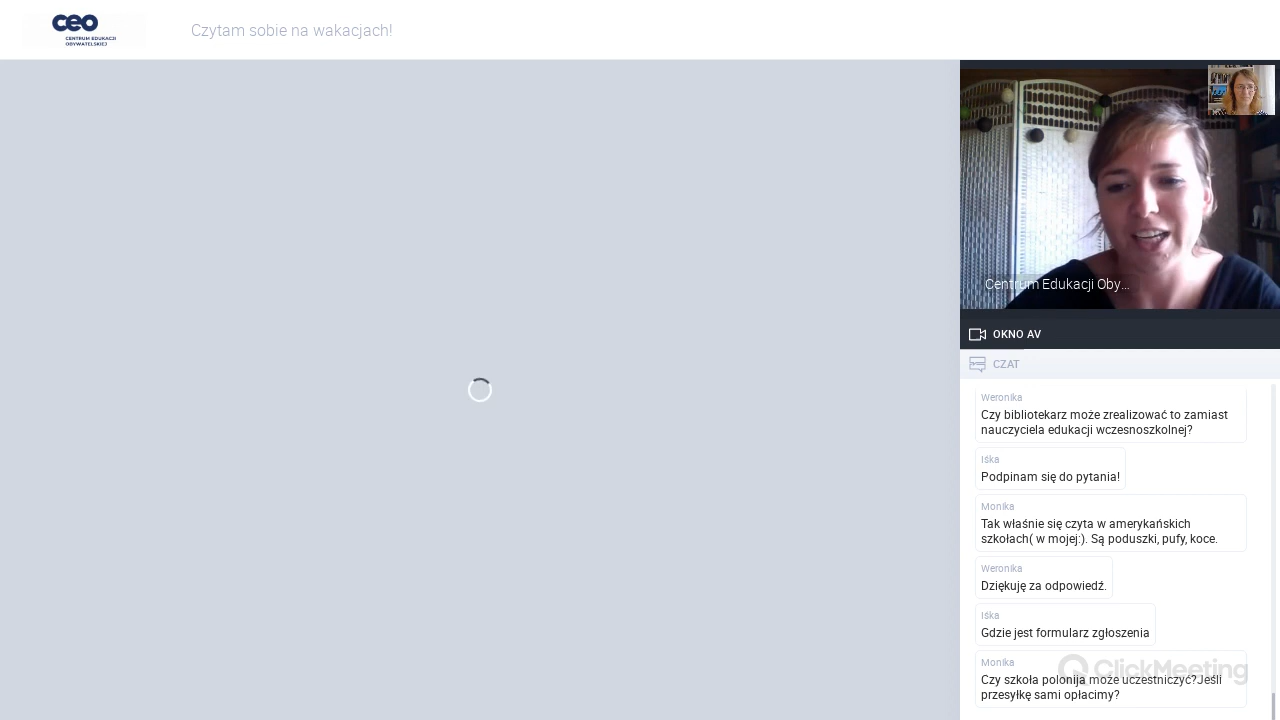 ceo
CENTRUM EDUKACJI
OBYWATELSKIEJ
Czytam sobie na wakacjach!
Centrum Edukacji Oby...
OKNO AV
CZAT
Weronika
Czy bibliotekarz może zrealizować to zamiast
nauczyciela edukacji wczesnoszkolnej?
Iśka
Podpinam się do pytania!
Monika
Tak właśnie się czyta w amerykańskich
szkołach( w mojej:). Są poduszki, pufy, koce.
Weronika
Dziękuję za odpowiedź.
Iśka
Gdzie jest formularz zgłoszenia
Monika
Czy szkoła polonija może uczestniczyć?Jeśli
przesyłkę sami opłacimy?
ClickMeeting